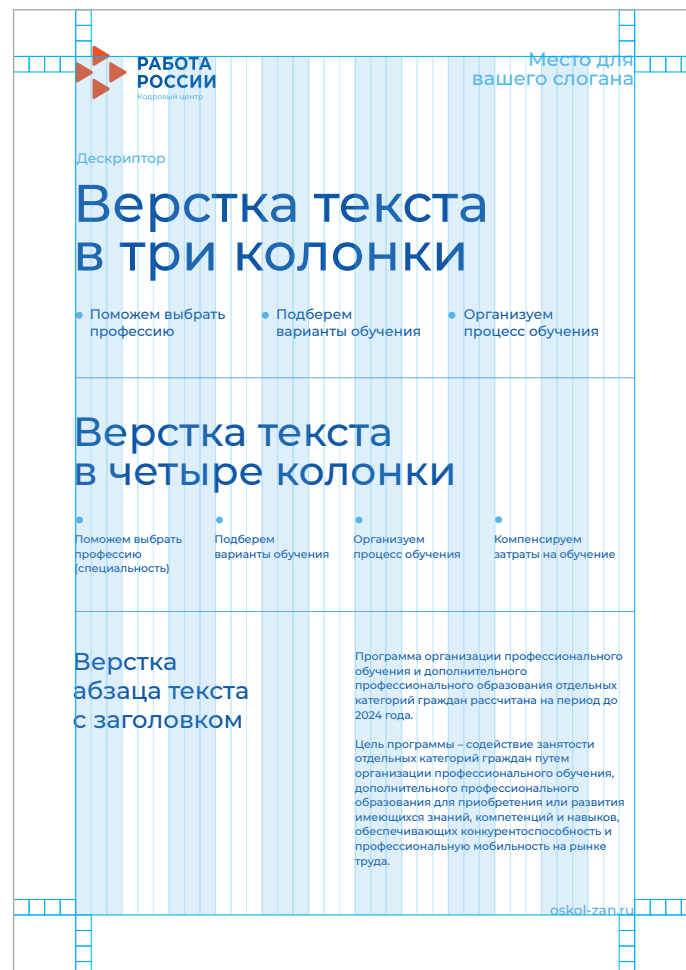 РАБОТА
РОССИИ
Кадровый центр
Место для
вашего слогана
Дескриптор
Верстка текста
в три колонки
Поможем выбрать
профессию
Подберем
варианты обучения
Организуем
процесс обучения
Верстка текста
в четыре колонки
Поможем выбрать
профессию
(специальность)
Подберем
варианты обучения
Организуем
процесс обучения
Компенсируем
затраты на обучение
Верстка
абзаца текста
с заголовком
Программа организации профессионального
обучения и дополнительного
профессионального образования отдельных
категорий граждан рассчитана на период до
2024 года.
Цель программы – содействие занятости
отдельных категорий граждан путем
организации профессионального обучения,
дополнительного профессионального
образования для приобретения или развития
имеющихся знаний, компетенций и навыков,
обеспечивающих конкурентоспособность и
профессиональную мобильность на рынке
труда.
oskol-zan.ru